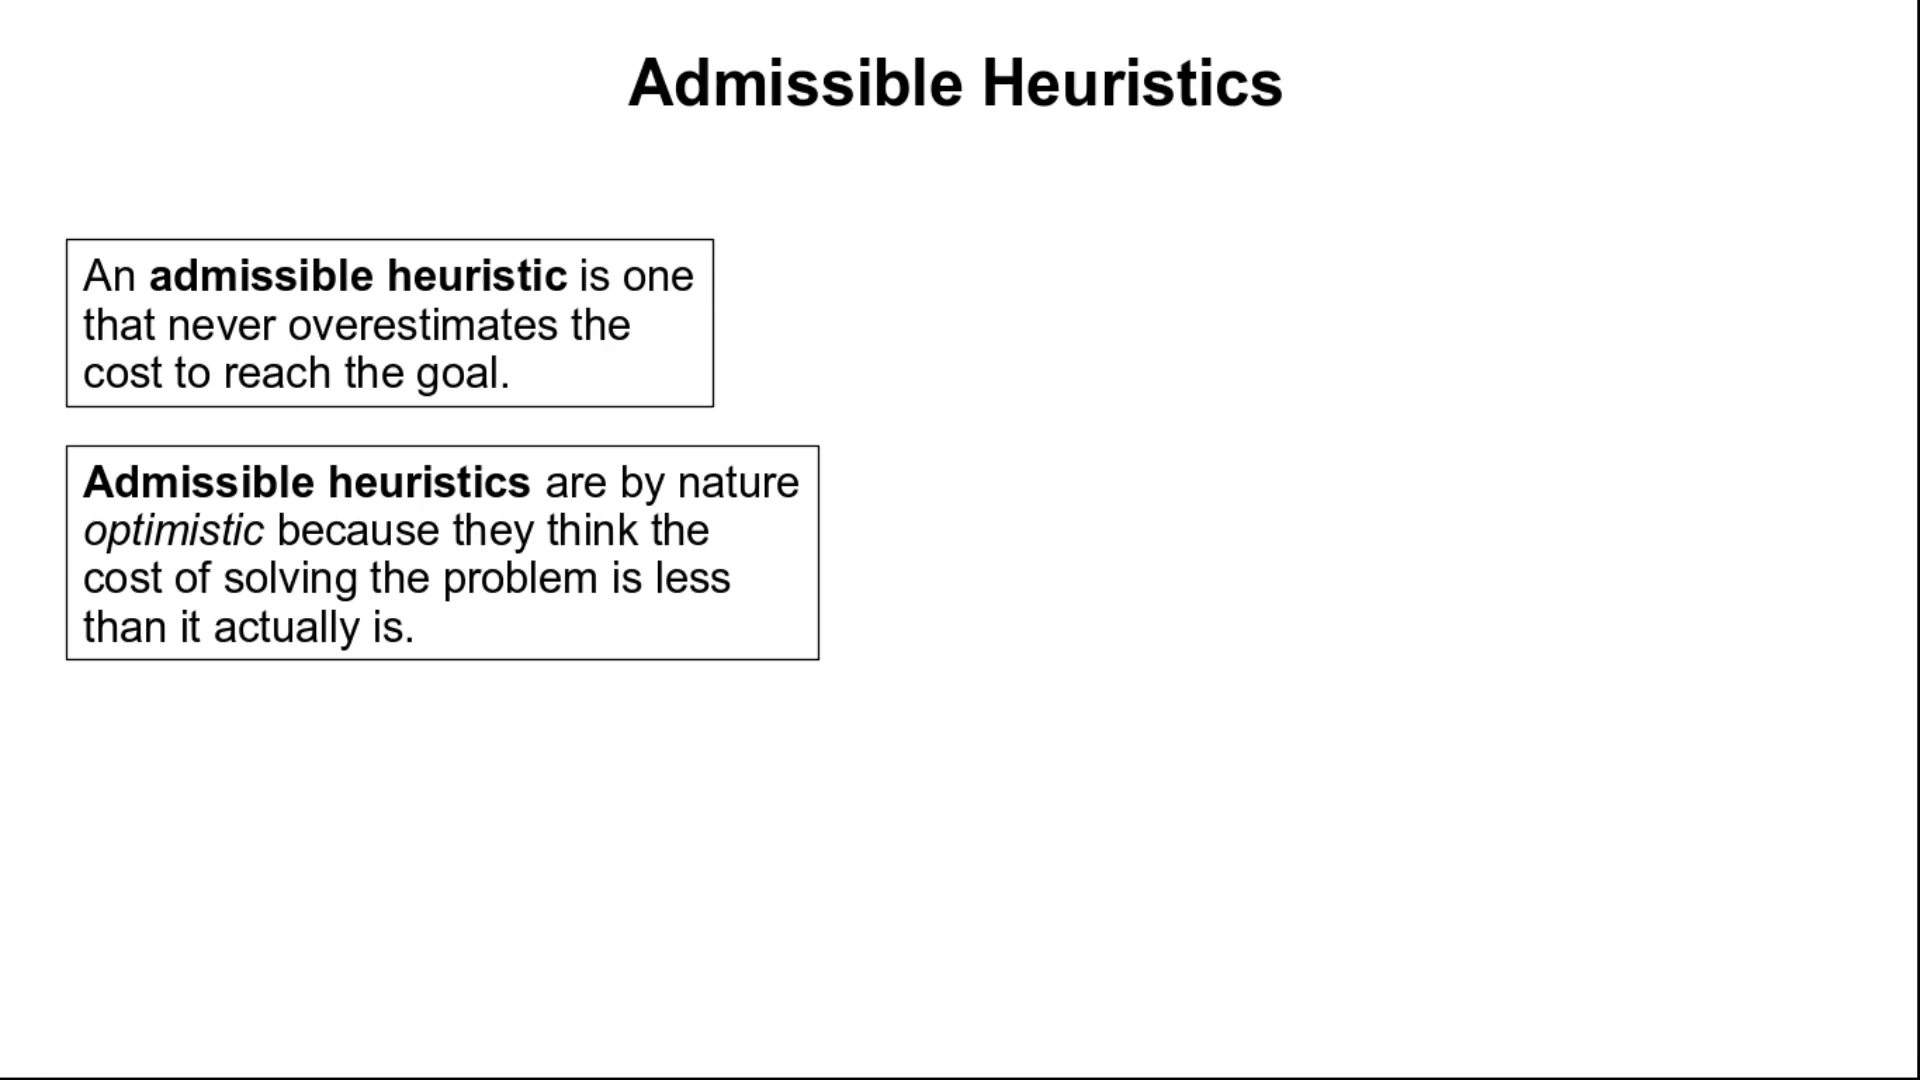 Admissible Heuristics
An admissible heuristic is one
that never overestimates the
cost to reach the goal.
Admissible heuristics are by nature
optimistic because they think the
cost of solving the problem is less
than it actually is.